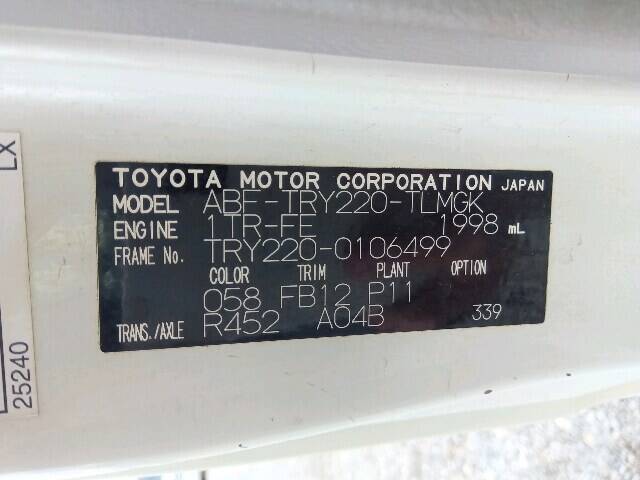 TOYOTA MOTOR CORPORATION JAPAN
MODEL ABF-TRY220-TLMGK
ENGINE 1TR-FE 1998 mL
FRAME No. TRY220-0106499
COLOR TRIM PLANT OPTION
058 FB12 P11
TRANS./AXLE R452 A04B 339
LX
25240